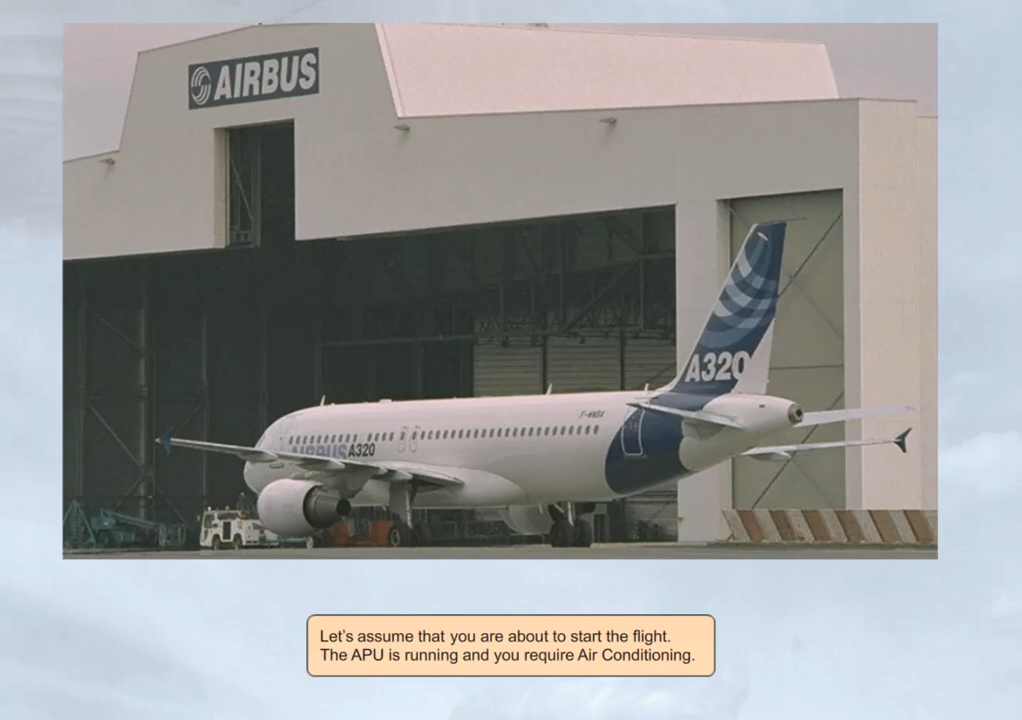 AIRBUS
A320
F-WWBA
AIRBUS A320
Let's assume that you are about to start the flight.
The APU is running and you require Air Conditioning.